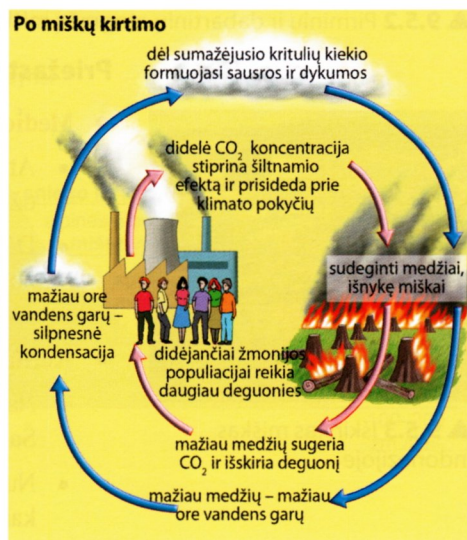 Po miškų kirtimo
dėl sumažėjusio kritulių kiekio
formuojasi sausros ir dykumos
didelė CO₂ koncentracija
stiprina šiltnamio
efektą ir prisideda prie
klimato pokyčių
sudeginti medžiai,
išnykę miškai
mažiau ore
vandens garų –
silpnesnė
kondensacija
didėjančiai žmonijos
populiacijai reikia
daugiau deguonies
mažiau medžių sugeria
CO₂ ir išskiria deguonį
mažiau medžių – mažiau
ore vandens garų